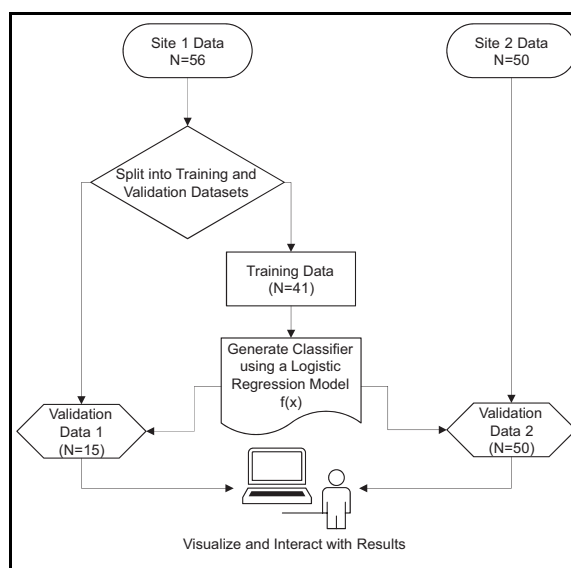 Site 1 Data
N=56
Site 2 Data
N=50
Split into Training and
Validation Datasets
Training Data
(N=41)
Generate Classifier
using a Logistic
Regression Model
f(x)
Validation
Data 1
(N=15)
Validation
Data 2
(N=50)
Visualize and Interact with Results